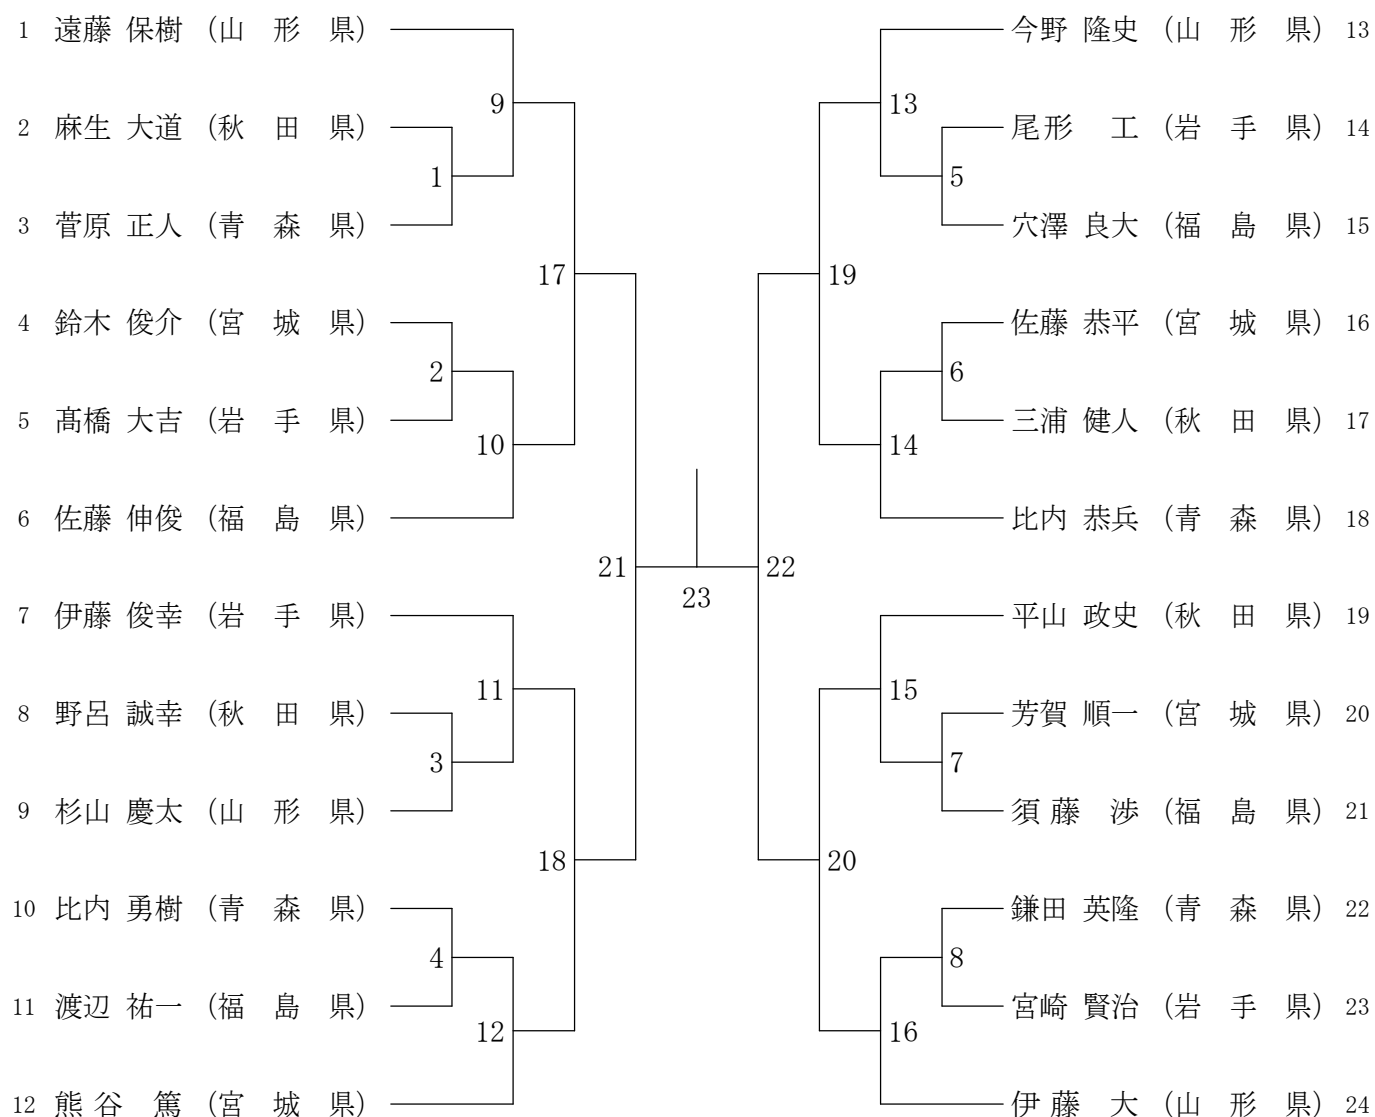 1 遠藤 保樹 (山 形 県)
9
2 麻生 大道 (秋 田 県)
1
3 菅原 正人 (青 森 県)
17
4 鈴木 俊介 (宮 城 県)
2
5 髙橋 大吉 (岩 手 県)
10
6 佐藤 伸俊 (福 島 県)
21
7 伊藤 俊幸 (岩 手 県)
11
8 野呂 誠幸 (秋 田 県)
3
9 杉山 慶太 (山 形 県)
18
10 比内 勇樹 (青 森 県)
4
11 渡辺 祐一 (福 島 県)
12
12 熊谷 篤 (宮 城 県)
23
今野 隆史 (山 形 県) 13
13
尾形 工 (岩 手 県) 14
5
穴澤 良大 (福 島 県) 15
19
佐藤 恭平 (宮 城 県) 16
6
三浦 健人 (秋 田 県) 17
14
比内 恭兵 (青 森 県) 18
22
平山 政史 (秋 田 県) 19
15
芳賀 順一 (宮 城 県) 20
7
須藤 渉 (福 島 県) 21
20
鎌田 英隆 (青 森 県) 22
8
宮崎 賢治 (岩 手 県) 23
16
伊藤 大 (山 形 県) 24